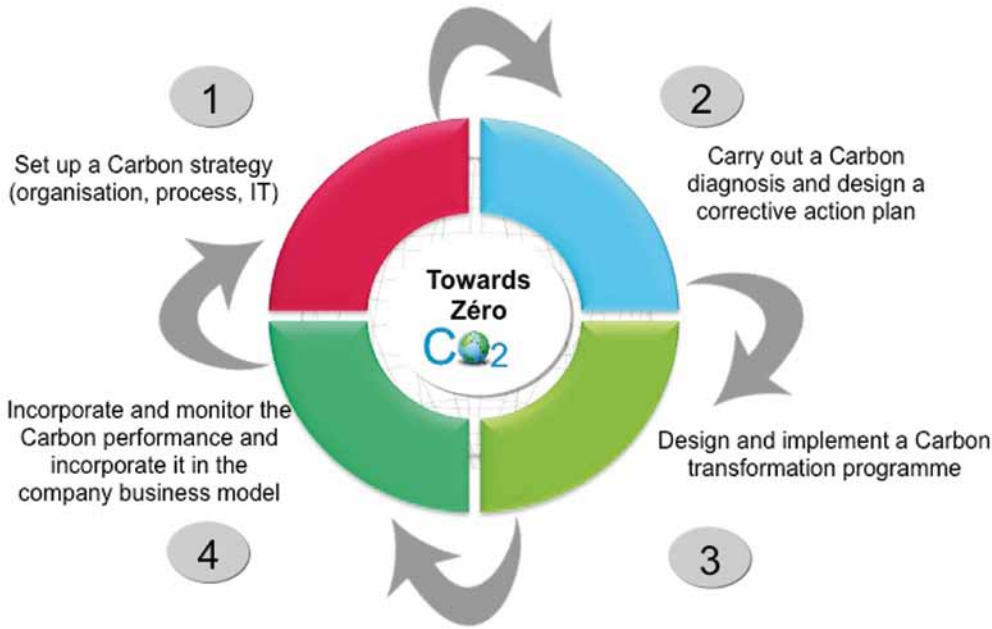 1
Set up a Carbon strategy
(organisation, process, IT)
2
Carry out a Carbon
diagnosis and design a
corrective action plan
Towards
Zéro
CO2
Design and implement a Carbon
transformation programme
3
Incorporate and monitor the
Carbon performance and
incorporate it in the
company business model
4